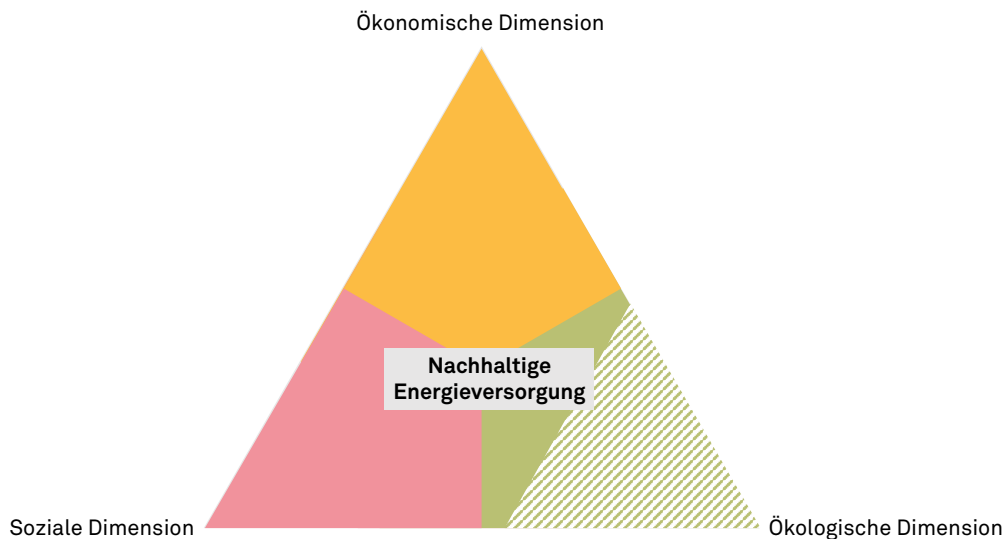 Ökonomische Dimension
Nachhaltige
Energieversorgung
Soziale Dimension
Ökologische Dimension